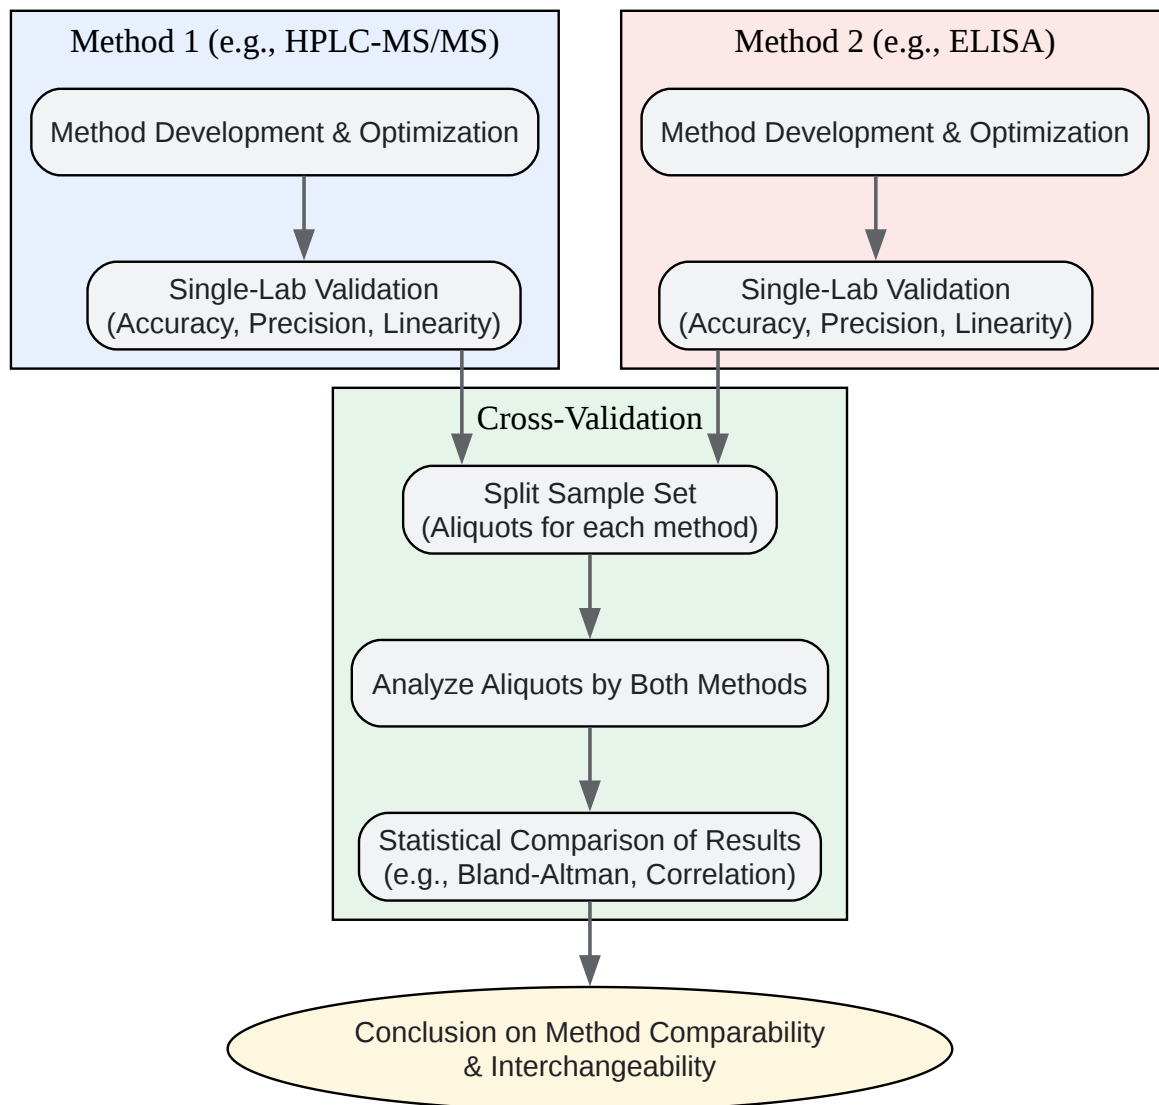 Method 1 (e.g., HPLC-MS/MS)
Method Development & Optimization
Single-Lab Validation
(Accuracy, Precision, Linearity)
Method 2 (e.g., ELISA)
Method Development & Optimization
Single-Lab Validation
(Accuracy, Precision, Linearity)
Cross-Validation
Split Sample Set
(Aliquots for each method)
Analyze Aliquots by Both Methods
Statistical Comparison of Results
(e.g., Bland-Altman, Correlation)
Conclusion on Method Comparability
& Interchangeability